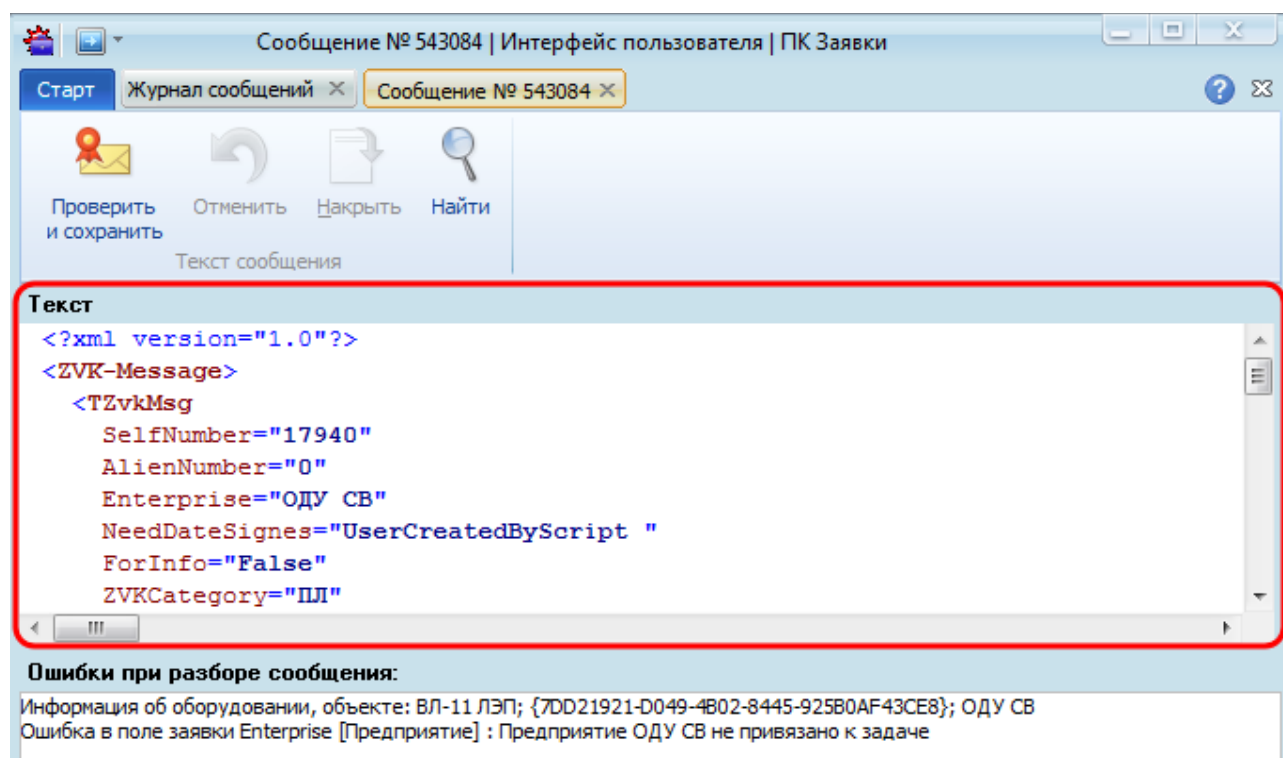 Сообщение № 543084 | Интерфейс пользователя | ПК Заявки
Старт Журнал сообщений Сообщение № 543084
Проверить и сохранить
Отменить
Накрыть
Найти
Текст сообщения
Текст
<?xml version="1.0"?>
<ZVK-Message>
<TZvkMsg
SelfNumber="17940"
AlienNumber="0"
Enterprise="ОДУ СВ"
NeedDateSignes="UserCreatedByScript "
ForInfo="False"
ZVKCategory="ПЛ"
Ошибки при разборе сообщения:
Информация об оборудовании, объекте: ВЛ-11 ЛЭП; {7DD21921-D049-4B02-8445-925B0AF43CE8}; ОДУ СВ
Ошибка в поле заявки Enterprise [Предприятие] : Предприятие ОДУ СВ не привязано к задаче